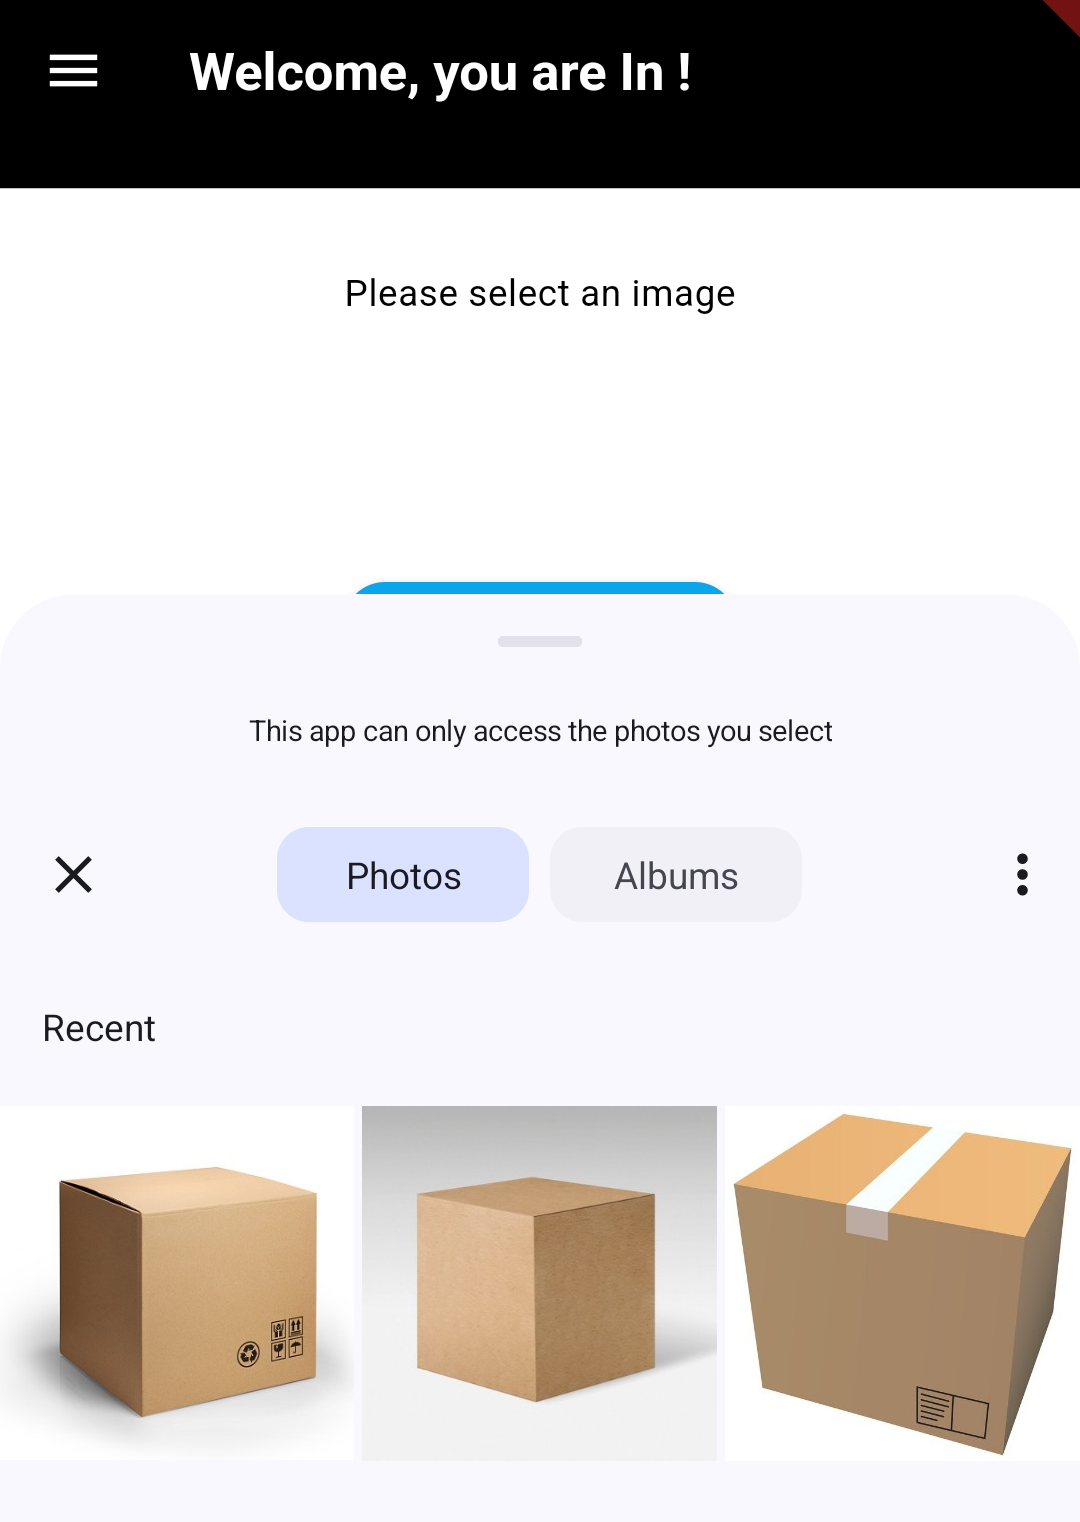 Welcome, you are In !
Please select an image
This app can only access the photos you select
Photos
Albums
Recent